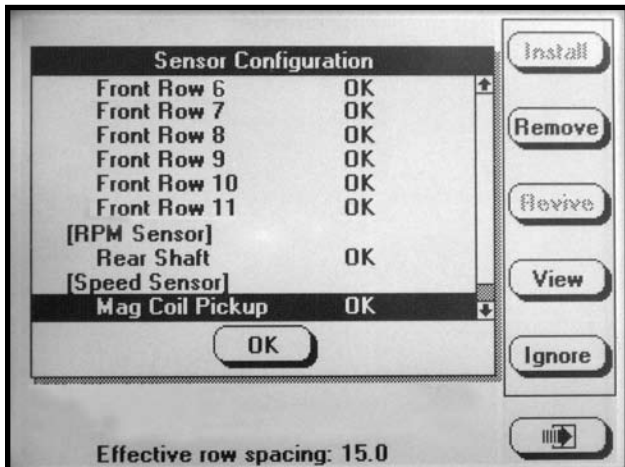 Sensor Configuration
Front Row 6 OK
Front Row 7 OK
Front Row 8 OK
Front Row 9 OK
Front Row 10 OK
Front Row 11 OK
[RPM Sensor]
Rear Shaft OK
[Speed Sensor]
Mag Coil Pickup OK
OK
Effective row spacing: 15.0
Install
Remove
Revive
View
Ignore